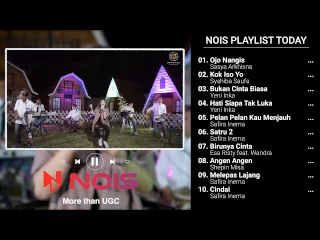 NOIS PLAYLIST TODAY
01. Ojo Nangis
Sasya Arkhisna
...
02. Kok Iso Yo
Syahiba Saufa
...
03. Bukan Cinta Biasa
Yeni Inka
...
04. Hati Siapa Tak Luka
Yeni Inka
...
05. Pelan Pelan Kau Menjauh
Safira Inema
...
06. Satru 2
Safira Inema
...
07. Birunya Cinta
Esa Risty feat. Wandra
...
08. Angen Angen
Shepin Misa
...
09. Melepas Lajang
Safira Inema
...
10. Cindai
Safira Inema
...
NOIS
More than UGC